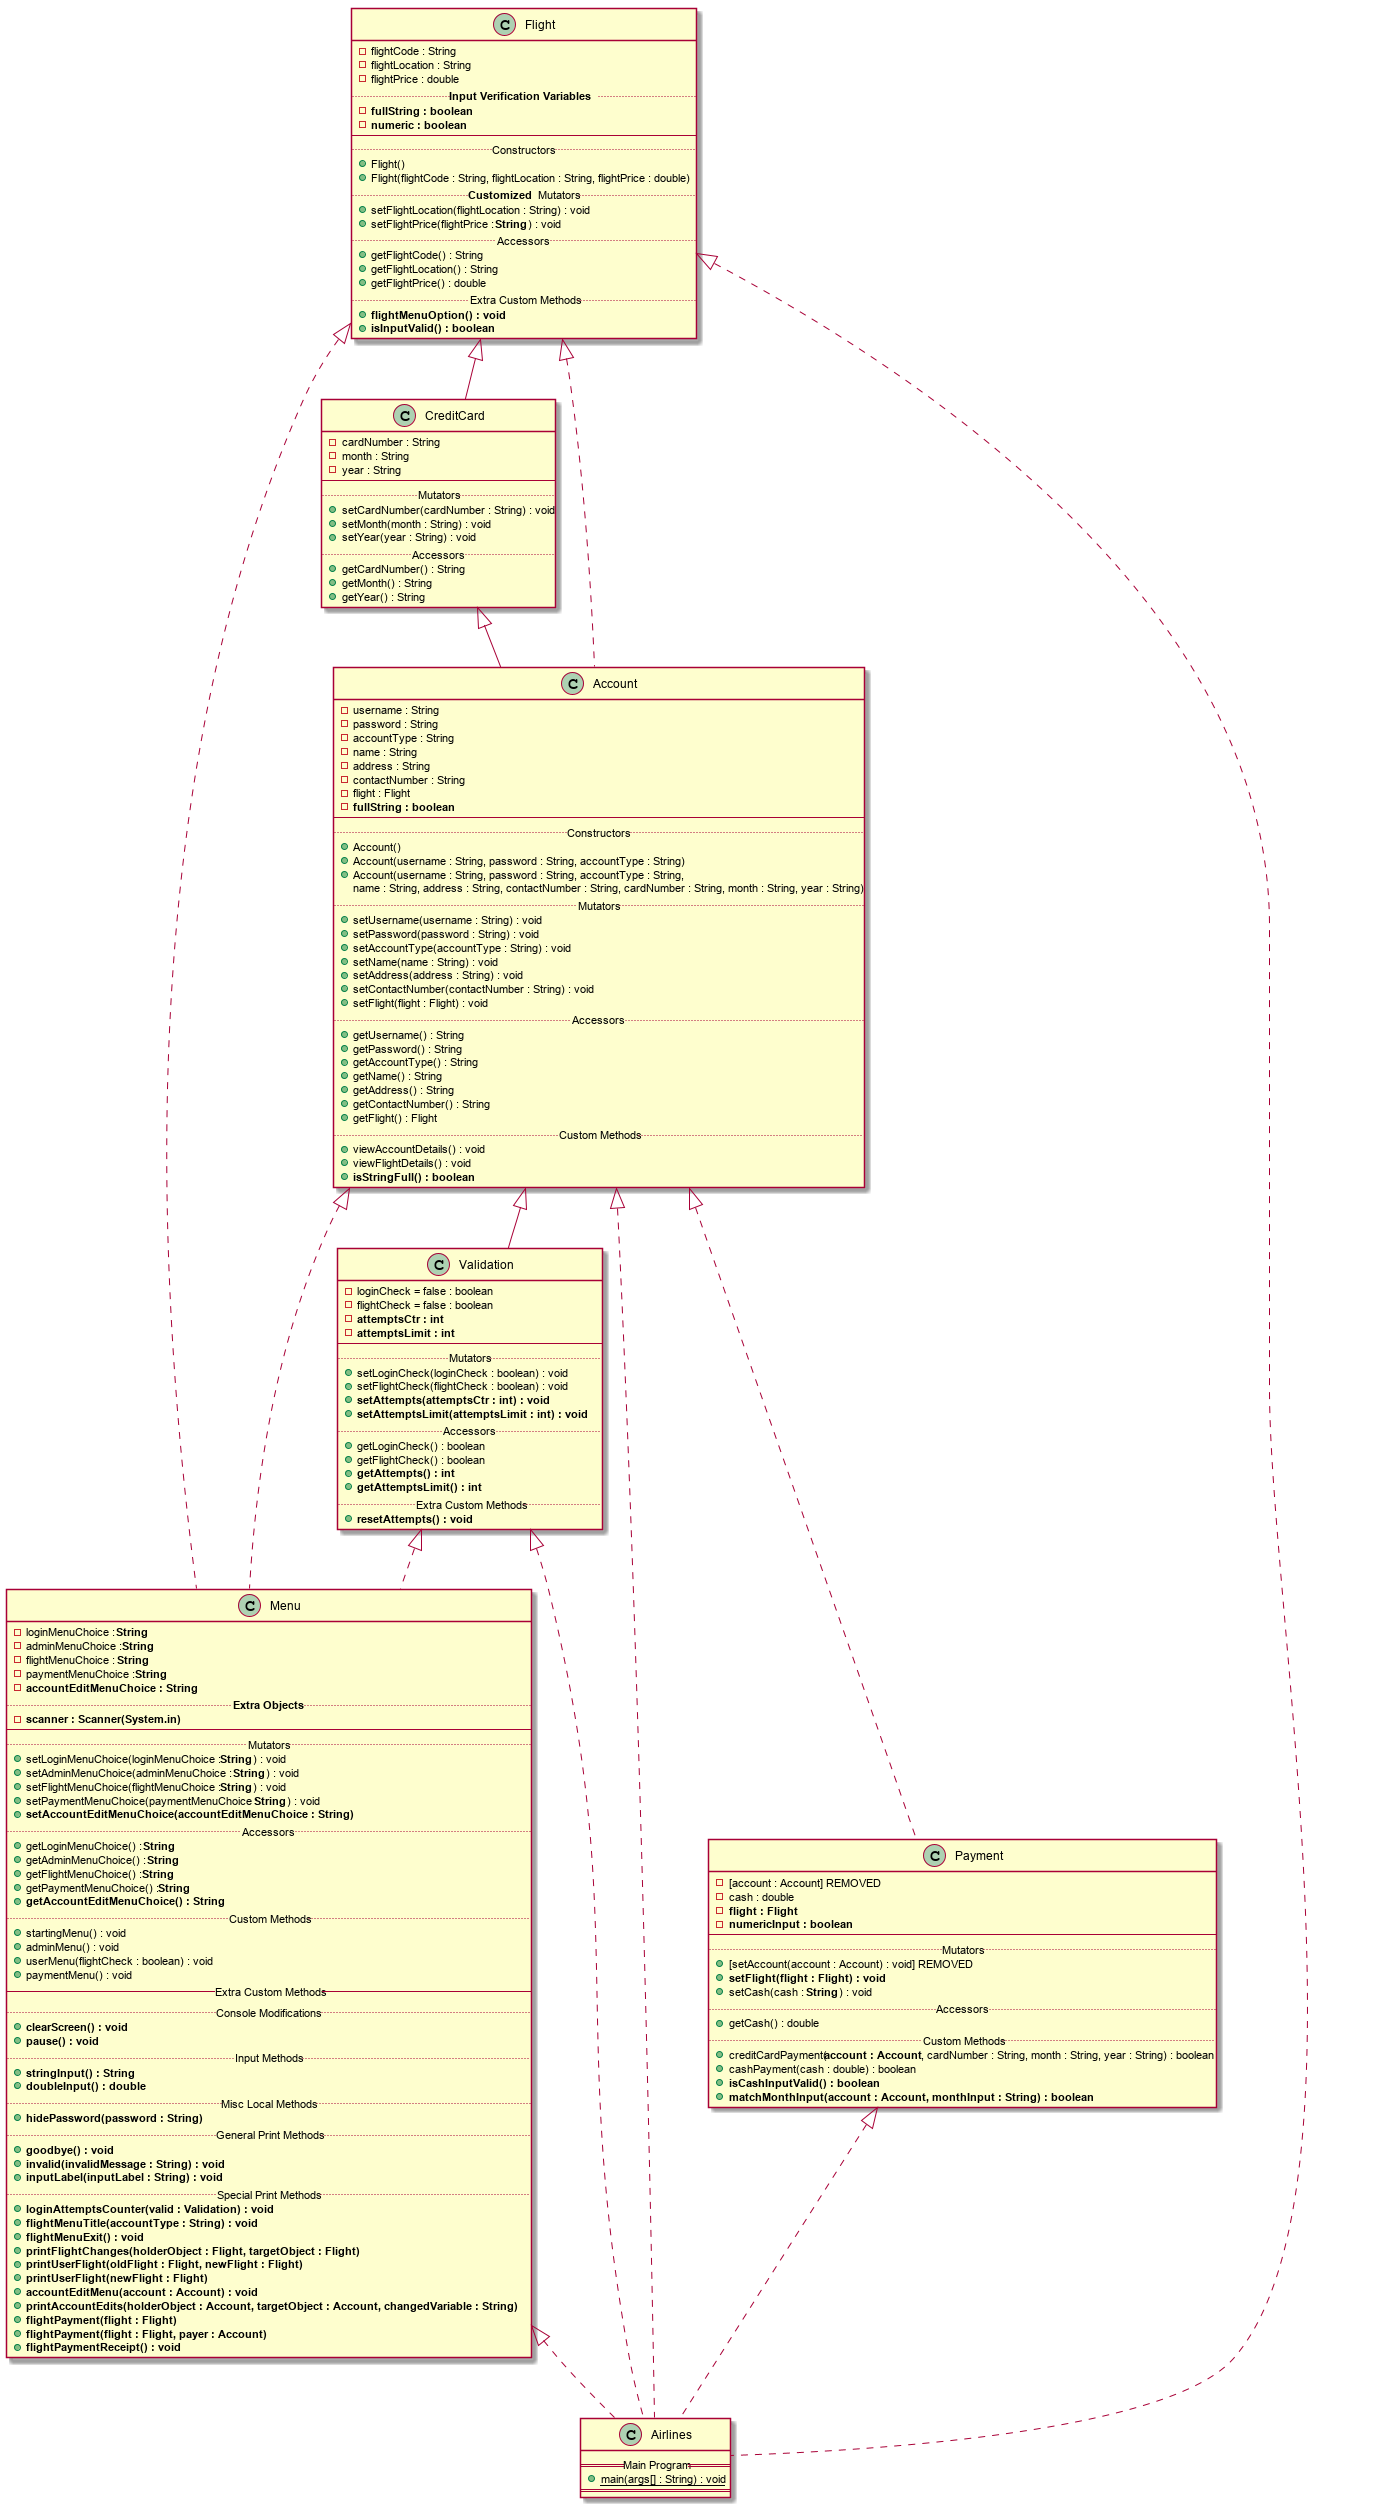 C Flight
flightCode : String
flightLocation : String
flightPrice : double
Input Verification Variables
fullString : boolean
numeric : boolean
Constructors
Flight()
Flight(flightCode : String, flightLocation : String, flightPrice : double)
Customized Mutators
setFlightLocation(flightLocation : String) : void
setFlightPrice(flightPrice :String) : void
Accessors
getFlightCode() : String
getFlightLocation() : String
getFlightPrice() : double
Extra Custom Methods
flightMenuOption() : void
isInputValid() : boolean
C CreditCard
cardNumber : String
month : String
year : String
Mutators
setCardNumber(cardNumber : String) : void
setMonth(month : String) : void
setYear(year : String) : void
Accessors
getCardNumber() : String
getMonth() : String
getYear() : String
C Account
username : String
password : String
accountType : String
name : String
address : String
contactNumber : String
flight : Flight
fullString : boolean
Constructors
Account()
Account(username : String, password : String, accountType : String)
Account(username : String, password : String, accountType : String,
name : String, address : String, contactNumber : String, cardNumber : String, month : String, year : String)
Mutators
setUsername(username : String) : void
setPassword(password : String) : void
setAccountType(accountType : String) : void
setName(name : String) : void
setAddress(address : String) : void
setContactNumber(contactNumber : String) : void
setFlight(flight : Flight) : void
Accessors
getUsername() : String
getPassword() : String
getAccountType() : String
getName() : String
getAddress() : String
getContactNumber() : String
getFlight() : Flight
Custom Methods
viewAccountDetails() : void
viewFlightDetails() : void
isStringFull() : boolean
C Validation
loginCheck = false : boolean
flightCheck = false : boolean
attemptsCtr : int
attemptsLimit : int
Mutators
setLoginCheck(loginCheck : boolean) : void
setFlightCheck(flightCheck : boolean) : void
setAttempts(attemptsCtr : int) : void
setAttemptsLimit(attemptsLimit : int) : void
Accessors
getLoginCheck() : boolean
getFlightCheck() : boolean
getAttempts() : int
getAttemptsLimit() : int
Extra Custom Methods
resetAttempts() : void
C Menu
loginMenuChoice :String
adminMenuChoice :String
flightMenuChoice :String
paymentMenuChoice :String
accountEditMenuChoice : String
Extra Objects
scanner : Scanner(System.in)
Mutators
setLoginMenuChoice(loginMenuChoice :String) : void
setAdminMenuChoice(adminMenuChoice :String) : void
setFlightMenuChoice(flightMenuChoice :String) : void
setPaymentMenuChoice(paymentMenuChoice String) : void
setAccountEditMenuChoice(accountEditMenuChoice : String)
Accessors
getLoginMenuChoice() :String
getAdminMenuChoice() :String
getFlightMenuChoice() :String
getPaymentMenuChoice() :String
getAccountEditMenuChoice() : String
Custom Methods
startingMenu() : void
adminMenu() : void
userMenu(flightCheck : boolean) : void
paymentMenu() : void
Extra Custom Methods
Console Modifications
clearScreen() : void
pause() : void
Input Methods
stringInput() : String
doubleInput() : double
Misc Local Methods
hidePassword(password : String)
General Print Methods
goodbye() : void
invalid(invalidMessage : String) : void
inputLabel(inputLabel : String) : void
Special Print Methods
loginAttemptsCounter(valid : Validation) : void
flightMenuTitle(accountType : String) : void
flightMenuExit() : void
printFlightChanges(holderObject : Flight, targetObject : Flight)
printUserFlight(oldFlight : Flight, newFlight : Flight)
printUserFlight(newFlight : Flight)
accountEditMenu(account : Account) : void
printAccountEdits(holderObject : Account, targetObject : Account, changedVariable : String)
flightPayment(flight : Flight)
flightPayment(flight : Flight, payer : Account)
flightPaymentReceipt() : void
C Payment
[account : Account] REMOVED
cash : double
flight : Flight
numericInput : boolean
Mutators
[setAccount(account : Account) : void] REMOVED
setFlight(flight : Flight) : void
setCash(cash :String) : void
Accessors
getCash() : double
Custom Methods
creditCardPayment(account : Account, cardNumber : String, month : String, year : String) : boolean
cashPayment(cash : double) : boolean
isCashInputValid() : boolean
matchMonthInput(account : Account, monthInput : String) : boolean
C Airlines
Main Program
main(args[] : String) : void